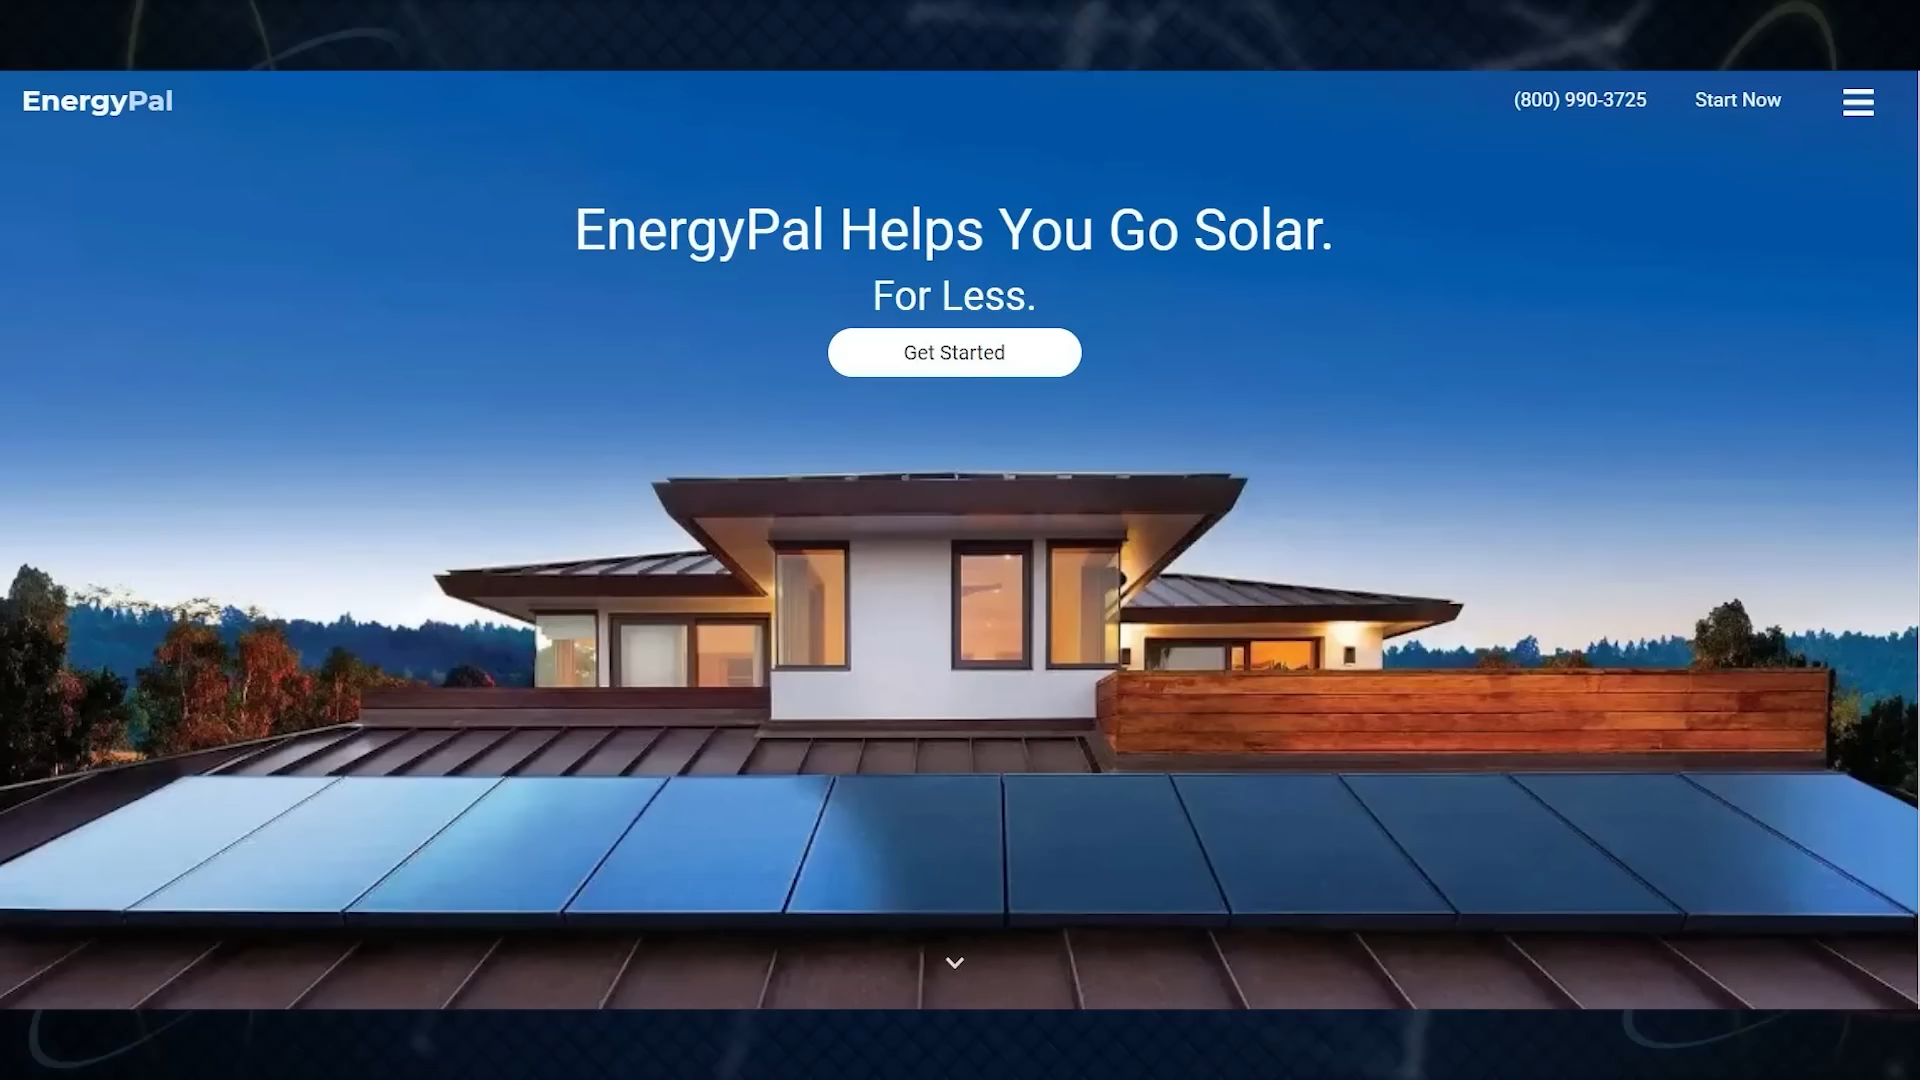 EnergyPal
(800) 990-3725
Start Now
EnergyPal Helps You Go Solar.
For Less.
Get Started